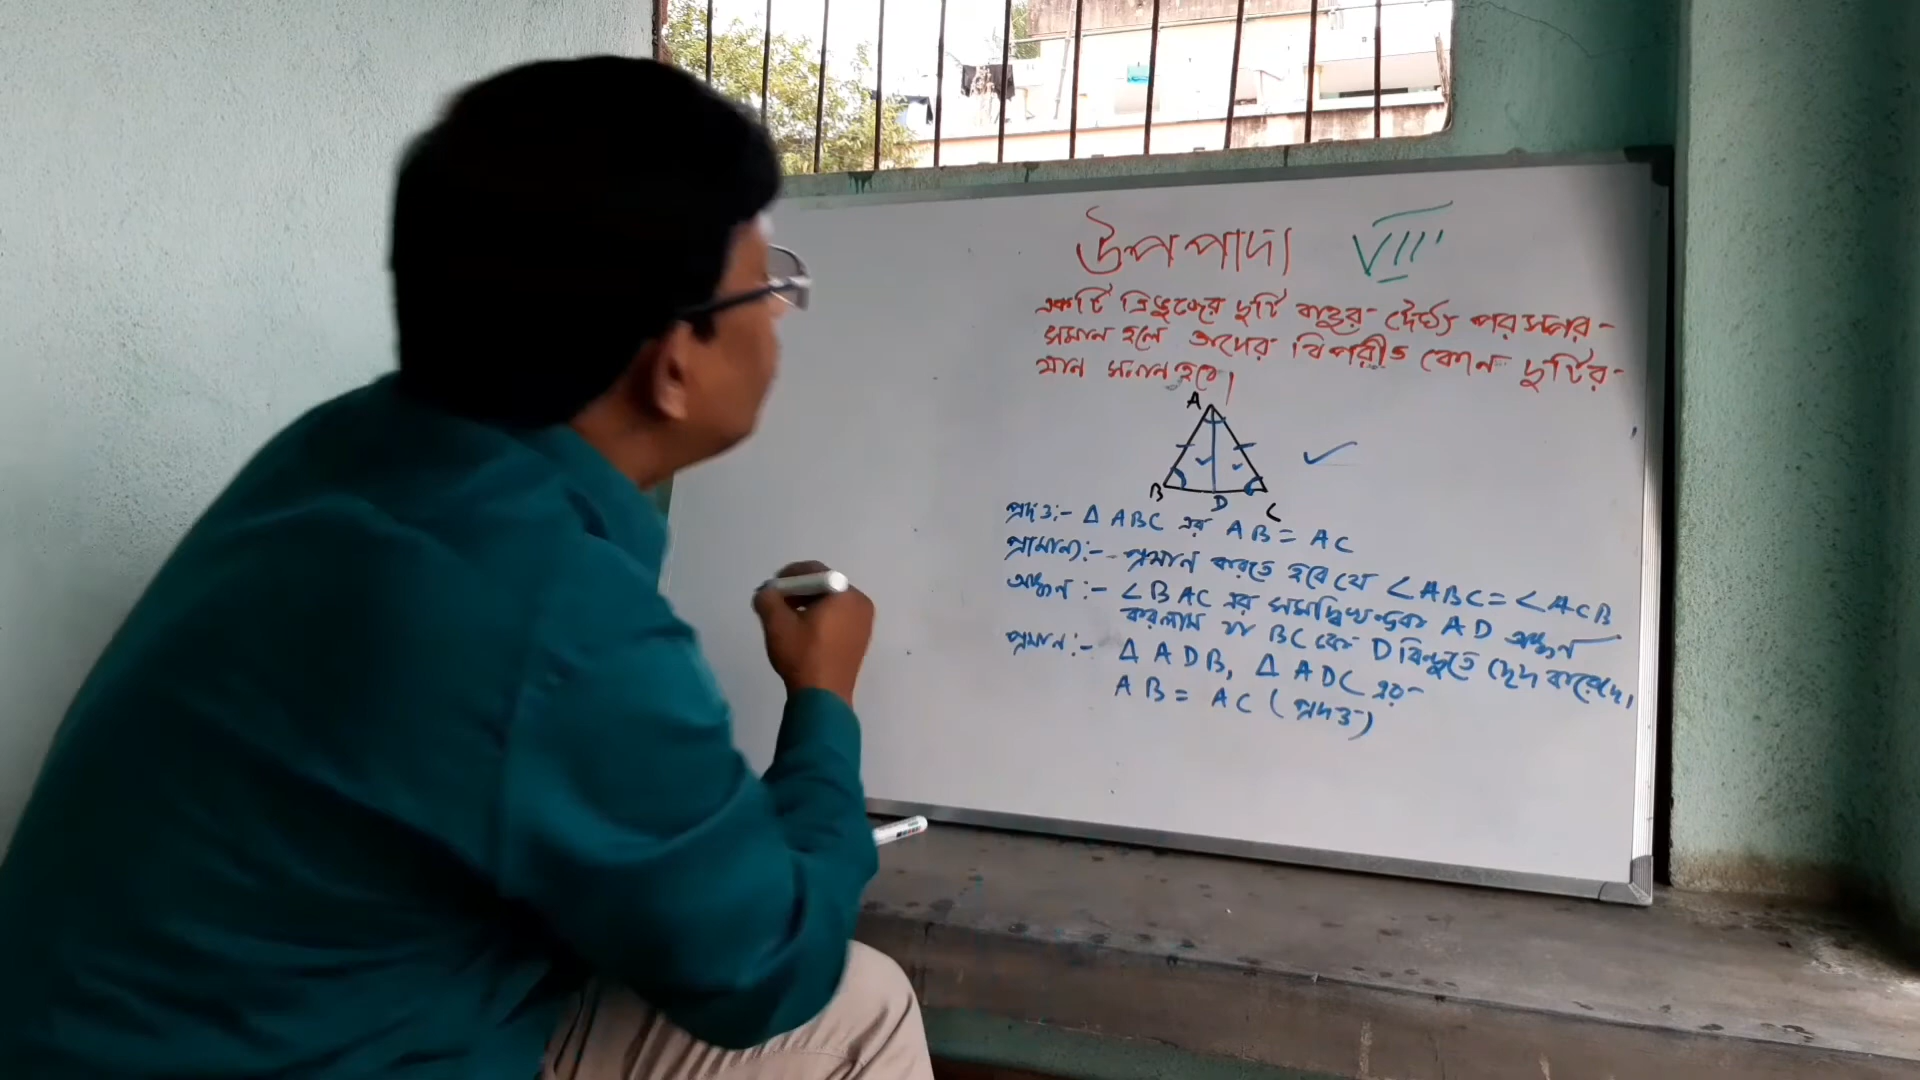 উপপাদ্য VIII
একটি ত্রিভুজের দুটি বাহুর দৈর্ঘ্য পরস্পর
সমান হলে তাদের বিপরীত কোন দুটির
মান সমান হবে।
A
B D C
প্রদত্ত:- Δ ABC এর AB = AC
প্রামান্য:- প্রমান করতে হবে যে ∠ABC = ∠ACB
অঙ্কন:- ∠BAC এর সমদ্বিখন্ডক AD অঙ্কন
করলাম যা BC কে D বিন্দুতে ছেদ করেছে।
প্রমান:- Δ ADB, Δ ADC এর
AB = AC (প্রদত্ত)